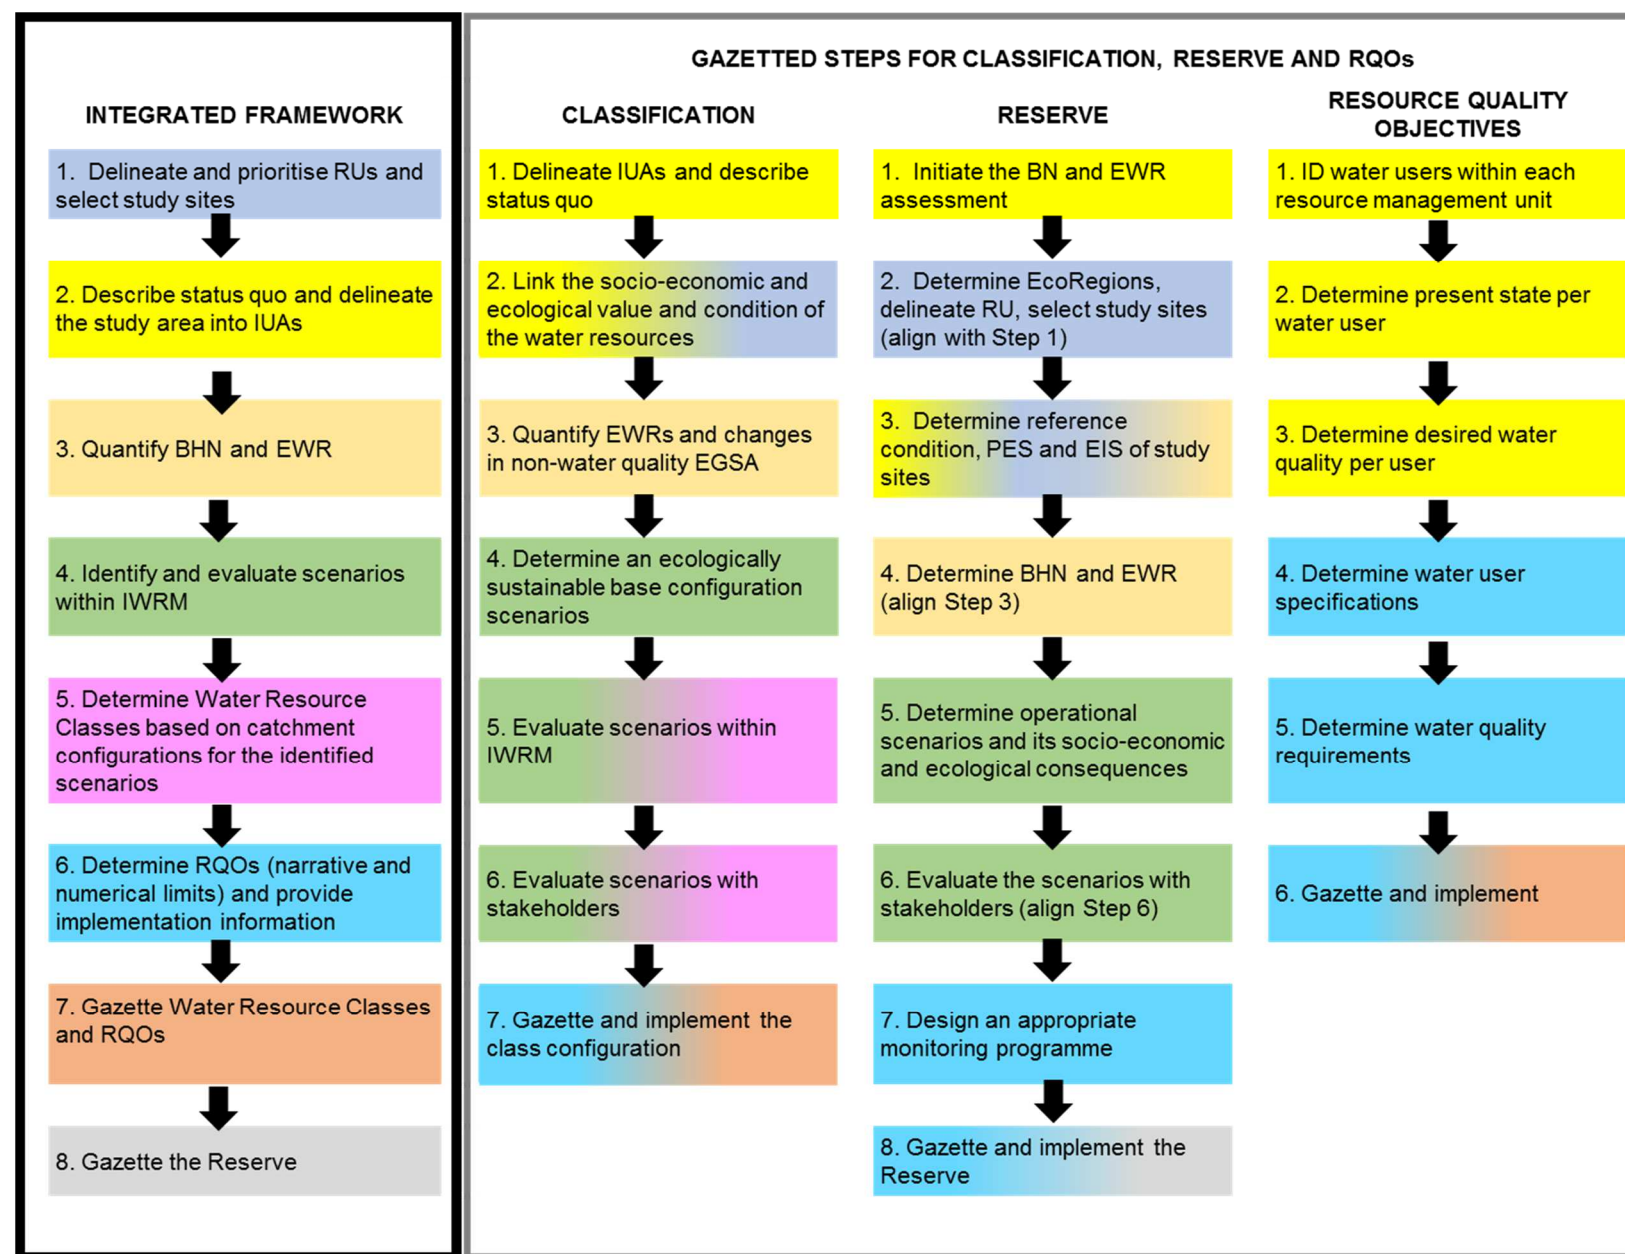 GAZETTED STEPS FOR CLASSIFICATION, RESERVE AND RQOs
INTEGRATED FRAMEWORK
1. Delineate and prioritise RUs and
select study sites
2. Describe status quo and delineate
the study area into IUAs
3. Quantify BHN and EWR
4. Identify and evaluate scenarios
within IWRM
5. Determine Water Resource
Classes based on catchment
configurations for the identified
scenarios
6. Determine RQOs (narrative and
numerical limits) and provide
implementation information
7. Gazette Water Resource Classes
and RQOs
8. Gazette the Reserve
CLASSIFICATION
1. Delineate IUAs and describe
status quo
2. Link the socio-economic and
ecological value and condition of
the water resources
3. Quantify EWRs and changes
in non-water quality EGSA
4. Determine an ecologically
sustainable base configuration
scenarios
5. Evaluate scenarios within
IWRM
6. Evaluate scenarios with
stakeholders
7. Gazette and implement the
class configuration
RESERVE
1. Initiate the BN and EWR
assessment
2. Determine EcoRegions,
delineate RU, select study sites
(align with Step 1)
3. Determine reference
condition, PES and EIS of study
sites
4. Determine BHN and EWR
(align Step 3)
5. Determine operational
scenarios and its socio-economic
and ecological consequences
6. Evaluate the scenarios with
stakeholders (align Step 6)
7. Design an appropriate
monitoring programme
8. Gazette and implement the
Reserve
RESOURCE QUALITY
OBJECTIVES
1. ID water users within each
resource management unit
2. Determine present state per
water user
3. Determine desired water
quality per user
4. Determine water user
specifications
5. Determine water quality
requirements
6. Gazette and implement